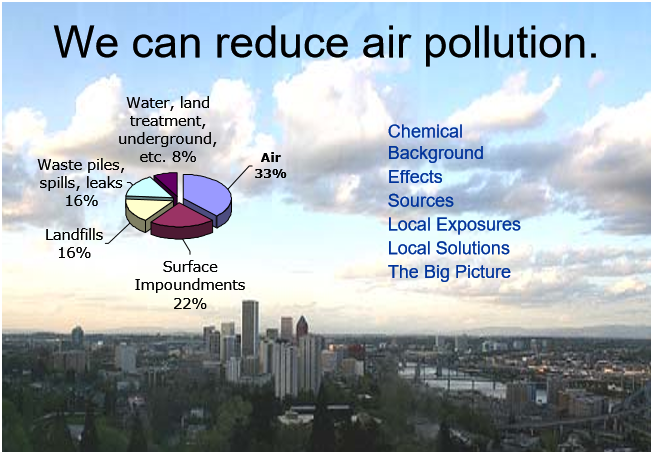 We can reduce air pollution.
Water, land
treatment,
underground,
etc. 8%
Air
33%
Waste piles,
spills, leaks
16%
Landfills
16%
Surface
Impoundments
22%
Chemical
Background
Effects
Sources
Local Exposures
Local Solutions
The Big Picture